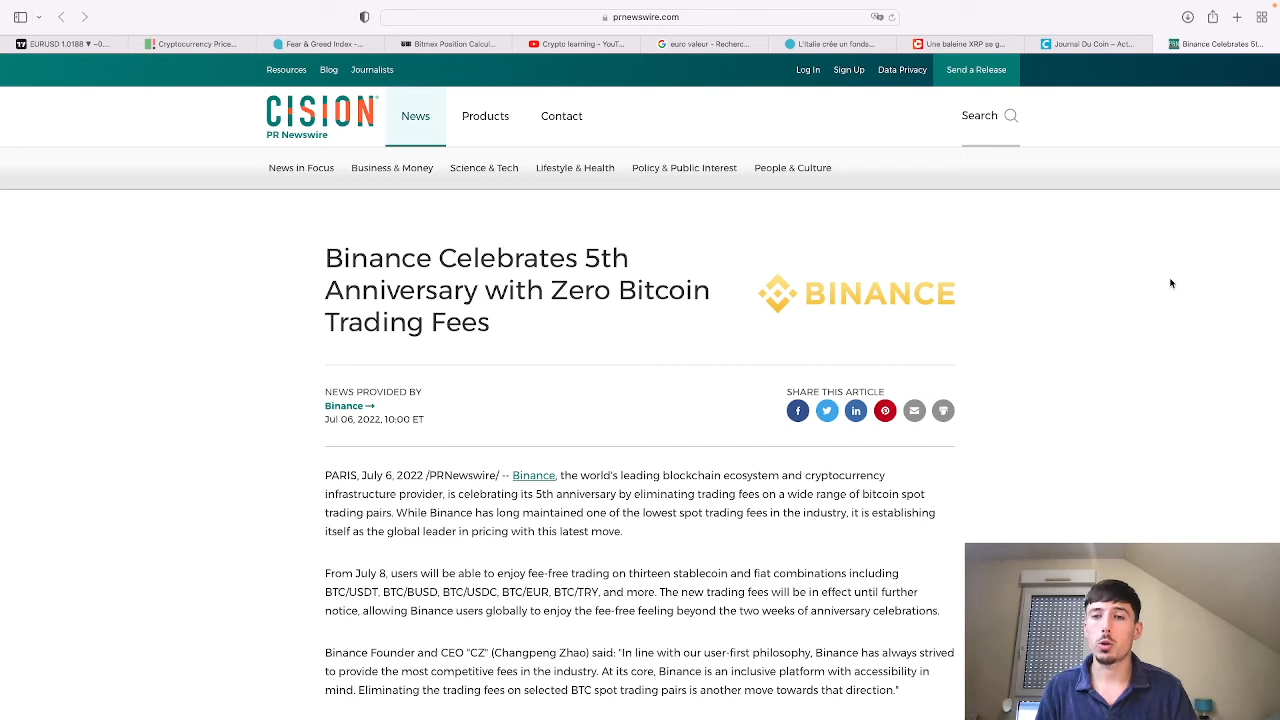 prnewswire.com
EURUSD 1.0188 ▼ −0....
Cryptocurrency Price...
Fear & Greed Index -...
Bitmex Position Calcul...
Crypto learning - YouT...
euro valeur - Recherc...
L'Italie crée un fonds...
Une baleine XRP se g...
Journal Du Coin – Act...
Binance Celebrates 5t...
Resources Blog Journalists
Log In Sign Up Data Privacy Send a Release
CISION
PR Newswire
News Products Contact
Search
News in Focus Business & Money Science & Tech Lifestyle & Health Policy & Public Interest People & Culture
Binance Celebrates 5th
Anniversary with Zero Bitcoin
Trading Fees
BINANCE
NEWS PROVIDED BY
Binance →
Jul 06, 2022, 10:00 ET
SHARE THIS ARTICLE
PARIS, July 6, 2022 /PRNewswire/ -- Binance, the world's leading blockchain ecosystem and cryptocurrency
infrastructure provider, is celebrating its 5th anniversary by eliminating trading fees on a wide range of bitcoin spot
trading pairs. While Binance has long maintained one of the lowest spot trading fees in the industry, it is establishing
itself as the global leader in pricing with this latest move.
From July 8, users will be able to enjoy fee-free trading on thirteen stablecoin and fiat combinations including
BTC/USDT, BTC/BUSD, BTC/USDC, BTC/EUR, BTC/TRY, and more. The new trading fees will be in effect until further
notice, allowing Binance users globally to enjoy the fee-free feeling beyond the two weeks of anniversary celebrations.
Binance Founder and CEO "CZ" (Changpeng Zhao) said: "In line with our user-first philosophy, Binance has always strived
to provide the most competitive fees in the industry. At its core, Binance is an inclusive platform with accessibility in
mind. Eliminating the trading fees on selected BTC spot trading pairs is another move towards that direction."